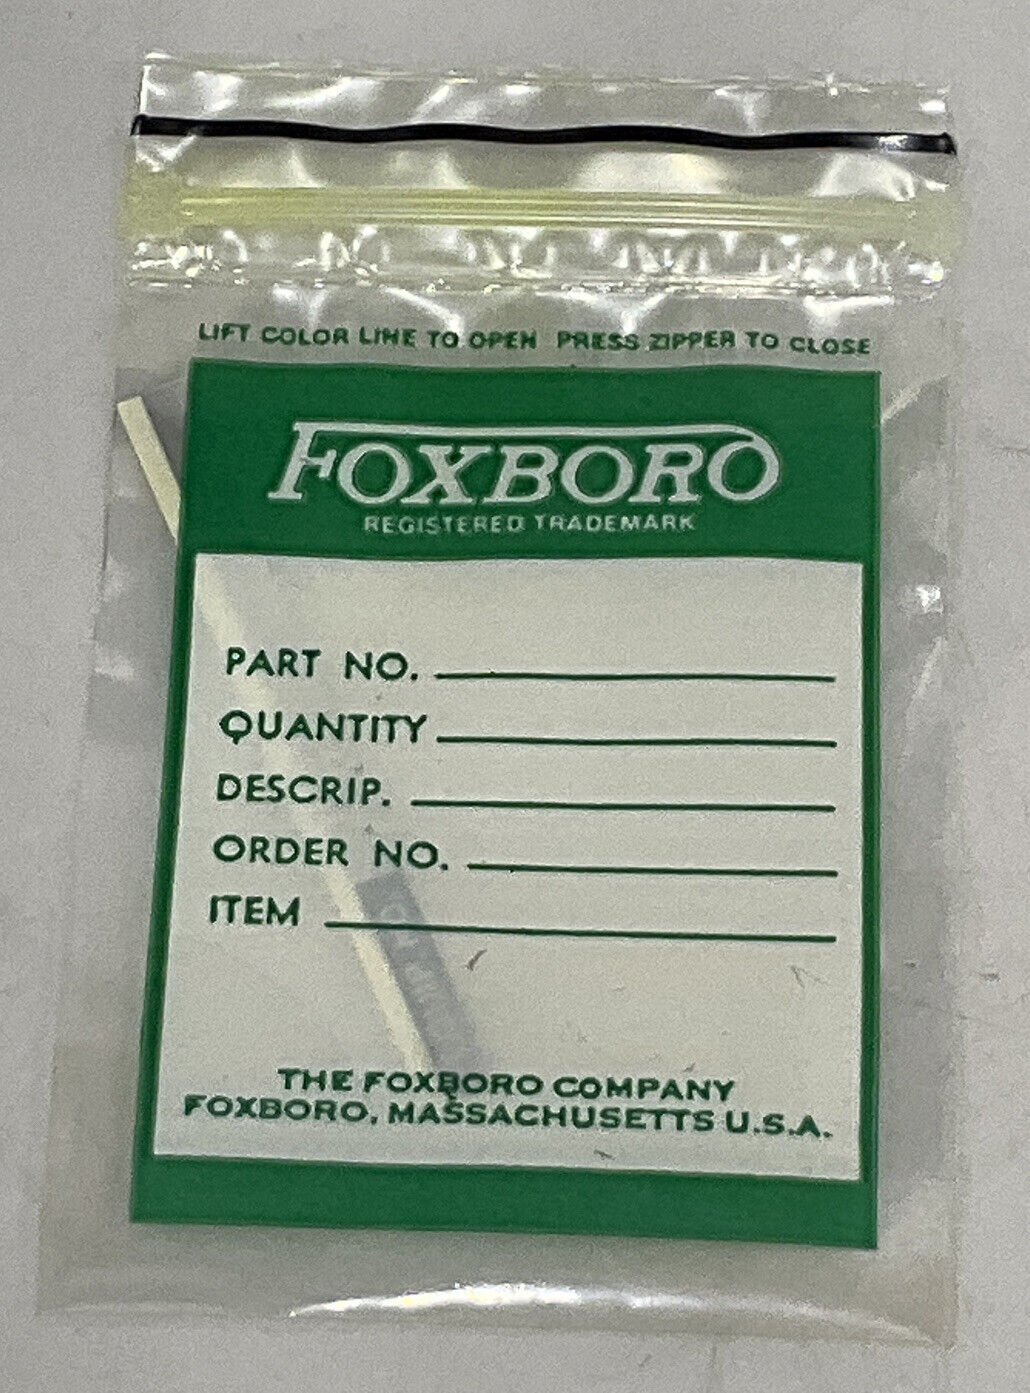 LIFT COLOR LINE TO OPEN PRESS ZIPPER TO CLOSE
FOXBORO
REGISTERED TRADEMARK
PART NO.
QUANTITY
DESCRIP.
ORDER NO.
ITEM
THE FOXBORO COMPANY
FOXBORO, MASSACHUSETTS U.S.A.